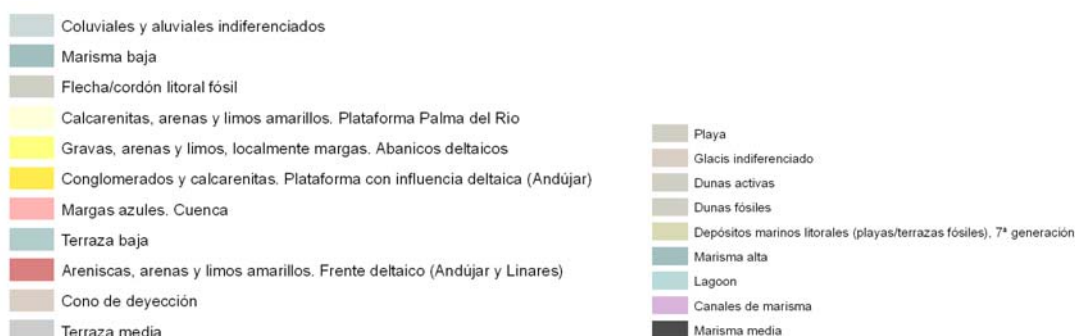 Coluviales y aluviales indiferenciados
Marisma baja
Flecha/cordón litoral fósil
Calcarenitas, arenas y limos amarillos. Plataforma Palma del Rio
Gravas, arenas y limos, localmente margas. Abanicos deltaicos
Conglomerados y calcarenitas. Plataforma con influencia deltaica (Andújar)
Margas azules. Cuenca
Terraza baja
Areniscas, arenas y limos amarillos. Frente deltaico (Andújar y Linares)
Cono de deyección
Terraza media
Playa
Glacis indiferenciado
Dunas activas
Dunas fósiles
Depósitos marinos litorales (playas/terrazas fósiles), 7ª generación
Marisma alta
Lagoon
Canales de marisma
Marisma media